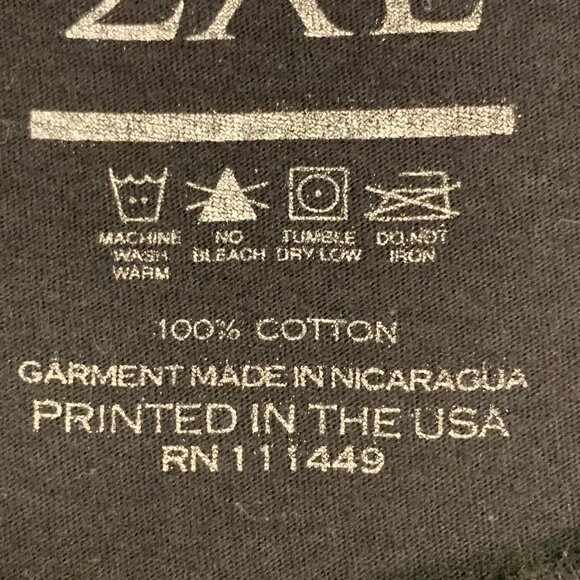 2XL
MACHINE WASH WARM
NO BLEACH
TUMBLE DRY LOW
DO NOT IRON
100% COTTON
GARMENT MADE IN NICARAGUA
PRINTED IN THE USA
RN 111449